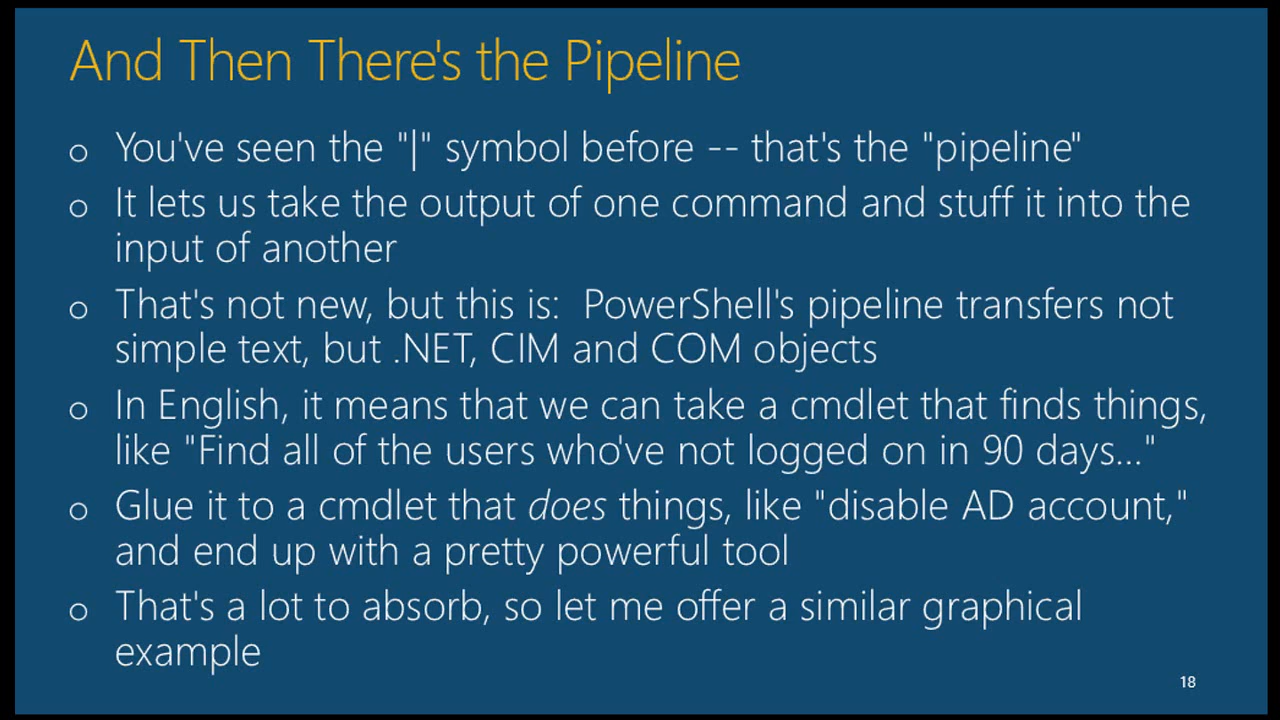 And Then There's the Pipeline
o You've seen the "|" symbol before -- that's the "pipeline"
o It lets us take the output of one command and stuff it into the
input of another
o That's not new, but this is:  PowerShell's pipeline transfers not
simple text, but .NET, CIM and COM objects
o In English, it means that we can take a cmdlet that finds things,
like "Find all of the users who've not logged on in 90 days..."
o Glue it to a cmdlet that does things, like "disable AD account,"
and end up with a pretty powerful tool
o That's a lot to absorb, so let me offer a similar graphical
example
18